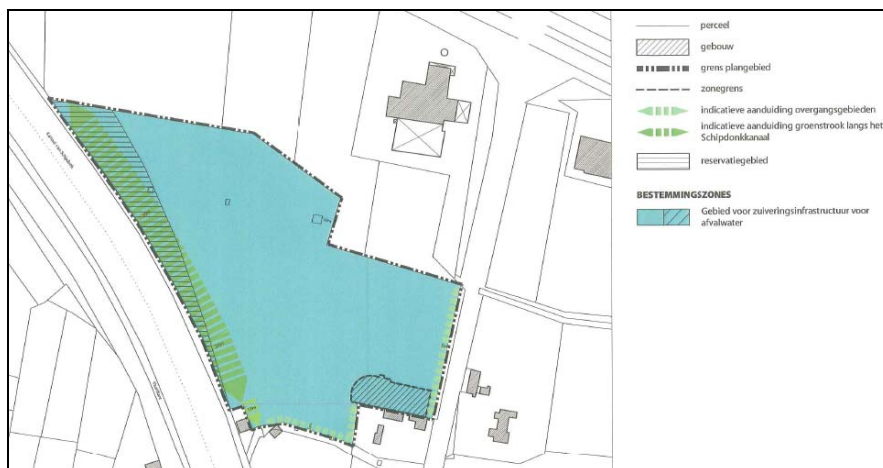 perceel
gebouw
grens plangebied
zonegrens
indicatieve aanduiding overgangsgebieden
indicatieve aanduiding groenstrook langs het
Schipdonkkanaal
reservatiegebied
BESTEMMINGSZONES
Gebied voor zuiveringsinfrastructuur voor
afvalwater